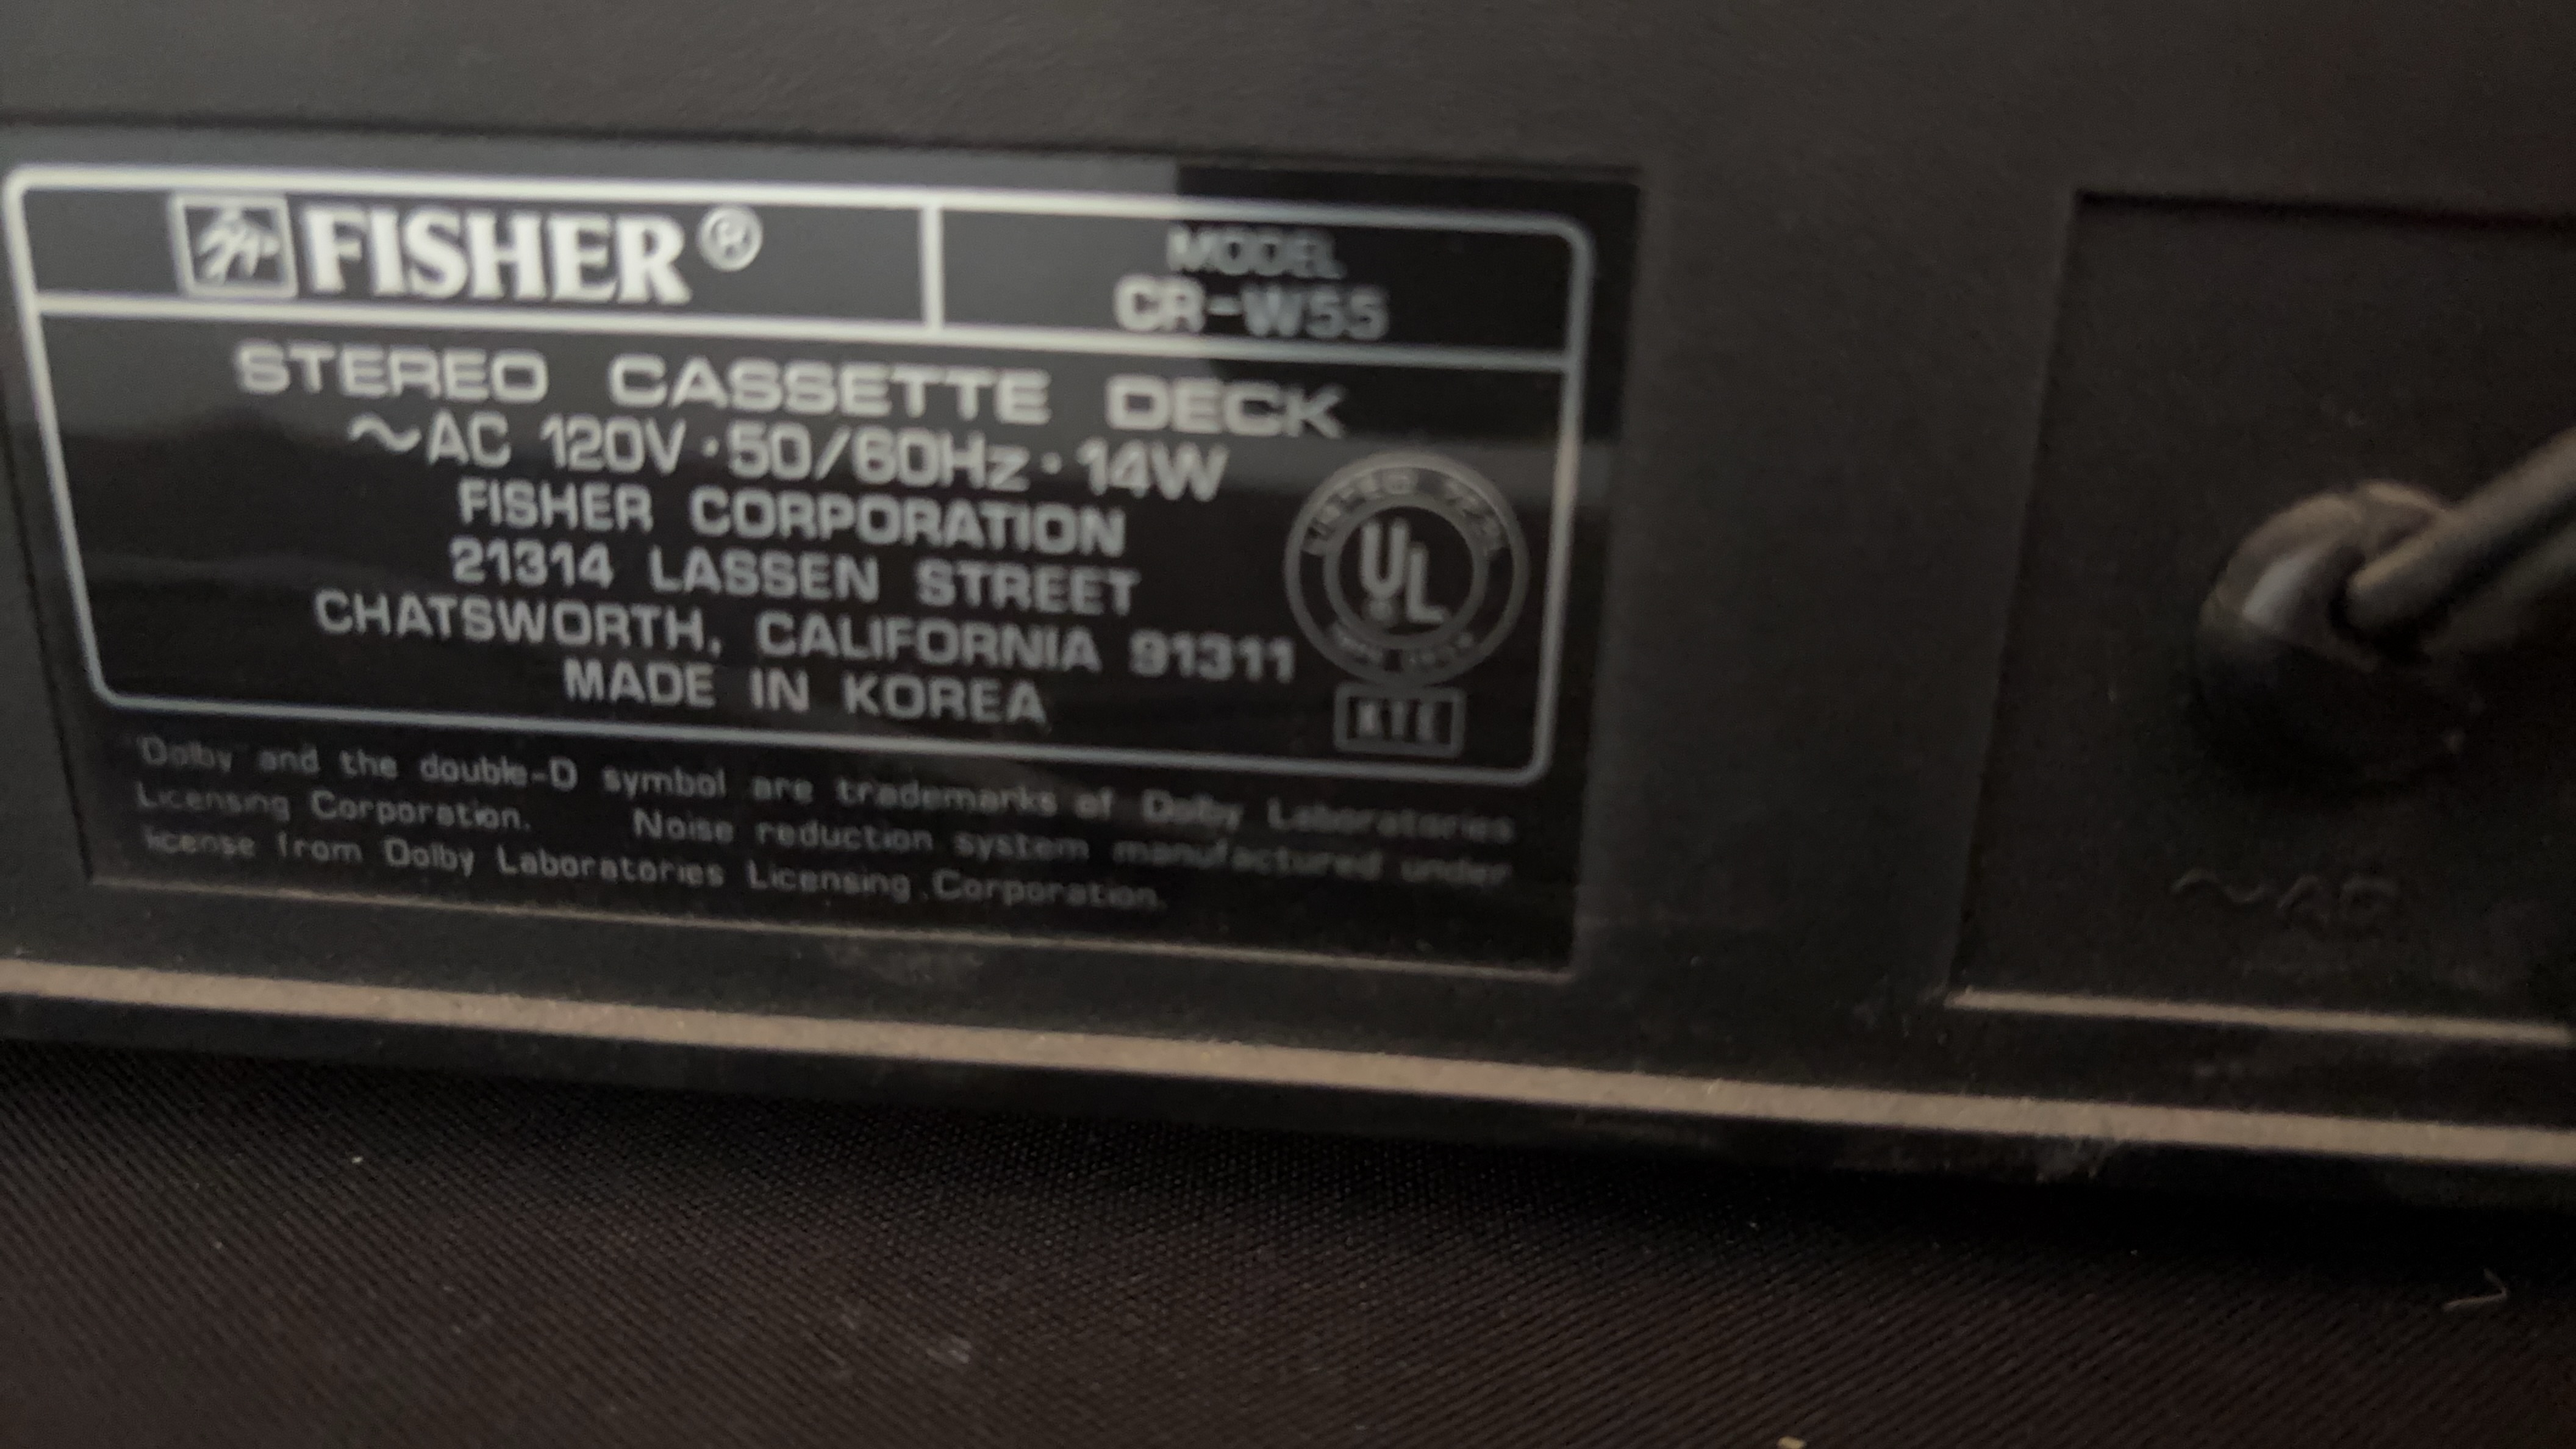 FISHER®
MODEL
CR-W55
STEREO CASSETTE DECK
~AC 120V·50/60Hz·14W
FISHER CORPORATION
21314 LASSEN STREET
CHATSWORTH, CALIFORNIA 91311
MADE IN KOREA
UL
"Dolby" and the double-D symbol are trademarks of Dolby Laboratories
Licensing Corporation. Noise reduction system manufactured under
license from Dolby Laboratories Licensing Corporation.
~AC